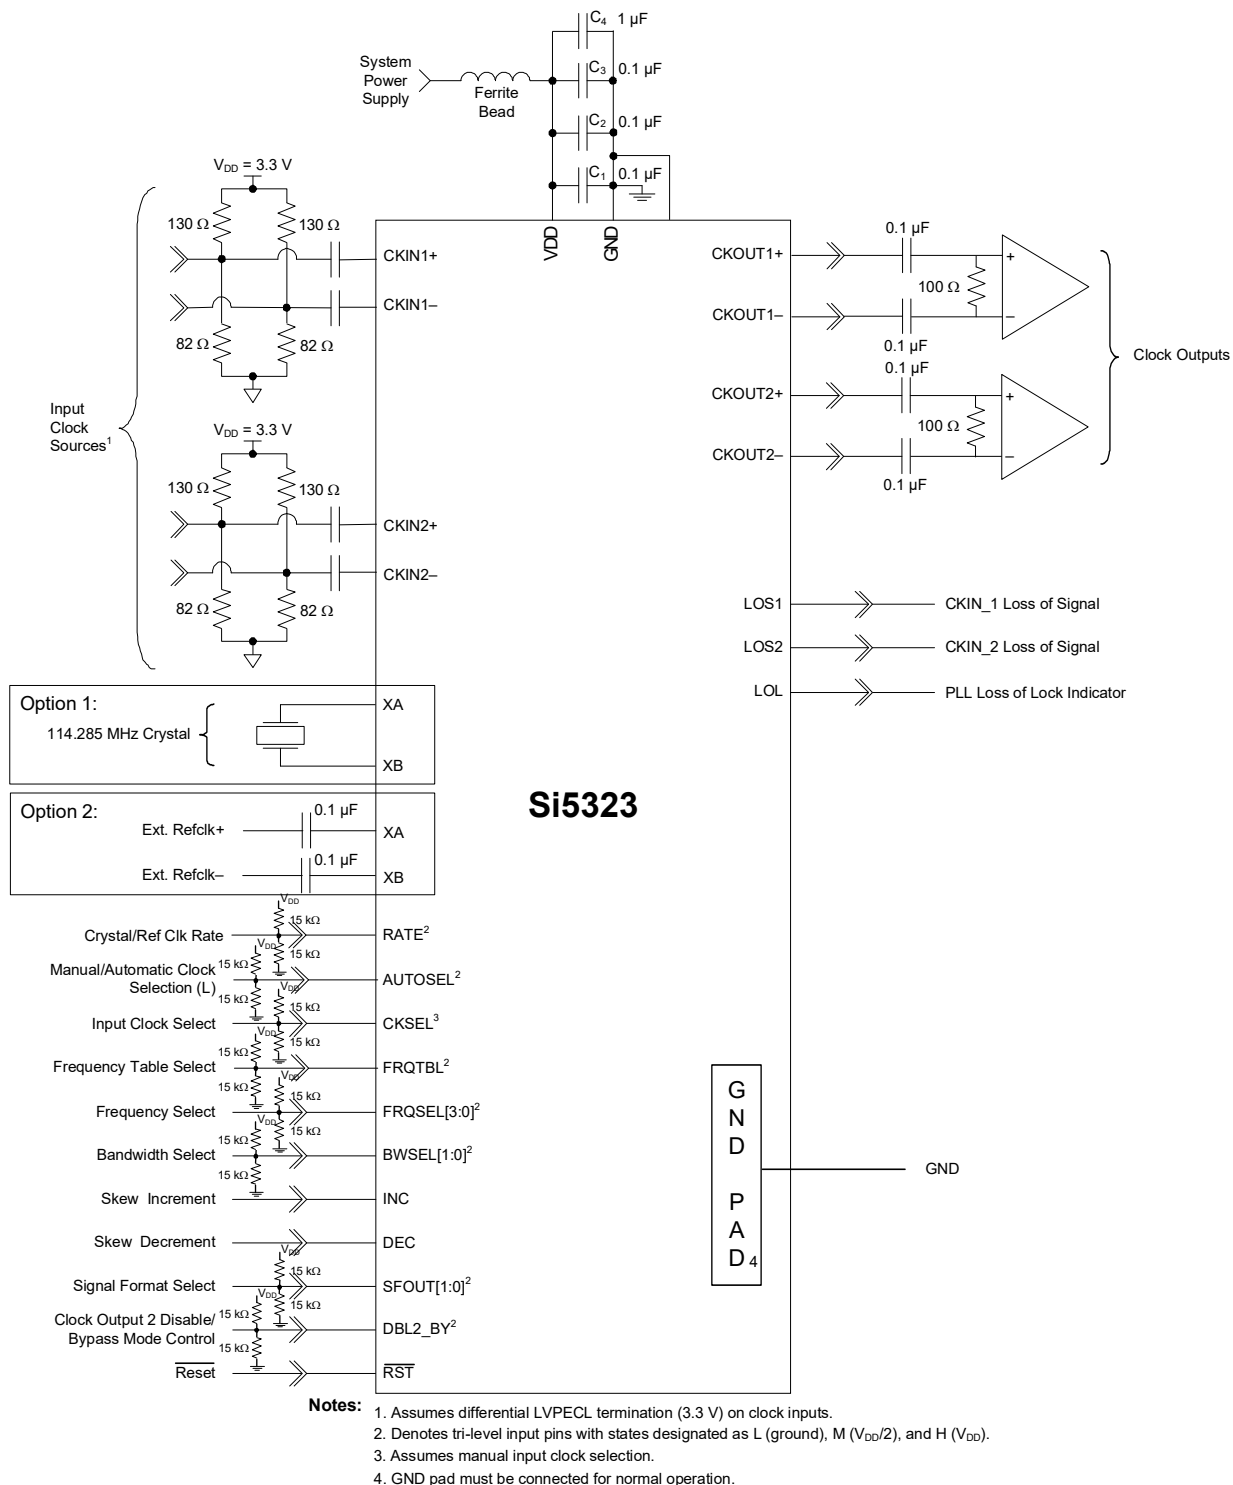 C4 1 µF
System
Power
Supply
Ferrite
Bead
C3 0.1 µF
C2 0.1 µF
C1 0.1 µF
VDD
GND
VDD = 3.3 V
130 Ω
130 Ω
82 Ω
82 Ω
CKIN1+
CKIN1–
Input
Clock
Sources1
VDD = 3.3 V
130 Ω
130 Ω
82 Ω
82 Ω
CKIN2+
CKIN2–
CKOUT1+
0.1 µF
100 Ω
+
–
CKOUT1–
0.1 µF
CKOUT2+
0.1 µF
100 Ω
+
–
CKOUT2–
0.1 µF
Clock Outputs
LOS1
CKIN_1 Loss of Signal
LOS2
CKIN_2 Loss of Signal
LOL
PLL Loss of Lock Indicator
Option 1:
114.285 MHz Crystal
XA
XB
Si5323
Option 2:
Ext. Refclk+
0.1 µF
XA
Ext. Refclk–
0.1 µF
XB
Crystal/Ref Clk Rate
VDD
15 kΩ
15 kΩ
RATE2
Manual/Automatic Clock
Selection (L)
VDD
15 kΩ
15 kΩ
AUTOSEL2
Input Clock Select
VDD
15 kΩ
15 kΩ
CKSEL3
Frequency Table Select
VDD
15 kΩ
15 kΩ
FRQTBL2
Frequency Select
VDD
15 kΩ
15 kΩ
FRQSEL[3:0]2
Bandwidth Select
VDD
15 kΩ
15 kΩ
BWSEL[1:0]2
Skew Increment
INC
Skew Decrement
DEC
Signal Format Select
VDD
15 kΩ
15 kΩ
SFOUT[1:0]2
Clock Output 2 Disable/
Bypass Mode Control
VDD
15 kΩ
15 kΩ
DBL2_BY2
Reset
RST
GND PAD4
GND
Notes:
1. Assumes differential LVPECL termination (3.3 V) on clock inputs.
2. Denotes tri-level input pins with states designated as L (ground), M (VDD/2), and H (VDD).
3. Assumes manual input clock selection.
4. GND pad must be connected for normal operation.